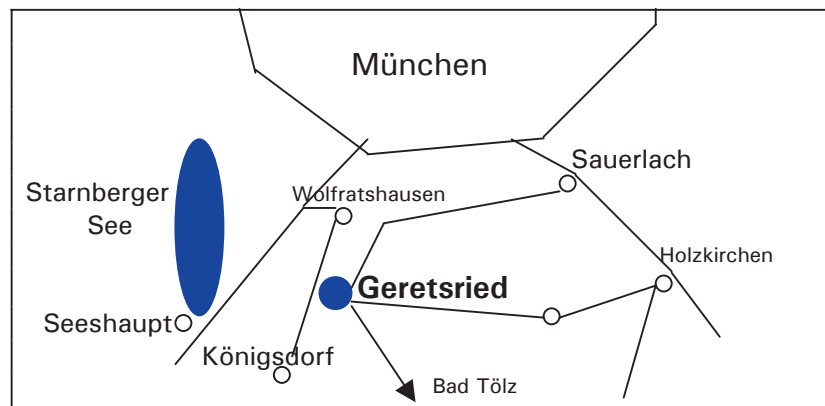 München
Sauerlach
Starnberger
See
Wolfratshausen
Holzkirchen
Geretsried
Seeshaupt
Königsdorf
Bad Tölz